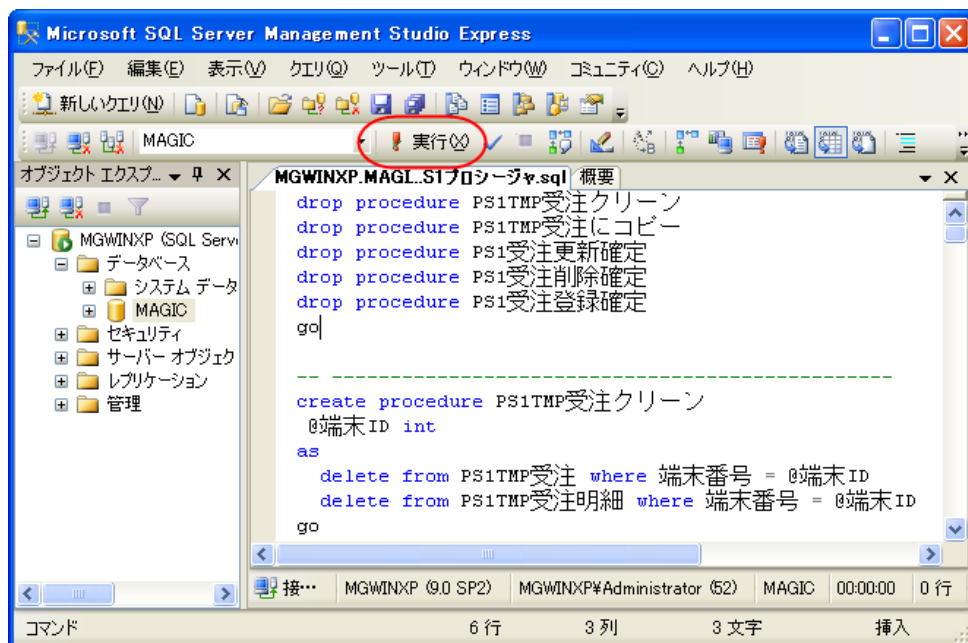 Microsoft SQL Server Management Studio Express
ファイル(F) 編集(E) 表示(V) クエリ(Q) ツール(T) ウィンドウ(W) コミュニティ(C) ヘルプ(H)
新しいクエリ(N)
MAGIC 実行(X)
オブジェクト エクスプ...
MGWINXP.MAGI...S1プロシージャ.sql 概要
MGWINXP (SQL Serv
データベース
システム データ
MAGIC
セキュリティ
サーバー オブジェク
レプリケーション
管理
drop procedure PS1TMP受注クリーン
drop procedure PS1TMP受注にコピー
drop procedure PS1受注更新確定
drop procedure PS1受注削除確定
drop procedure PS1受注登録確定
go
-- ------------------------------------------------
create procedure PS1TMP受注クリーン
@端末ID int
as
delete from PS1TMP受注 where 端末番号 = @端末ID
delete from PS1TMP受注明細 where 端末番号 = @端末ID
go
接... MGWINXP (9.0 SP2) MGWINXP¥Administrator (52) MAGIC 00:00:00 0 行
コマンド 6 行 3 列 3 文字 挿入